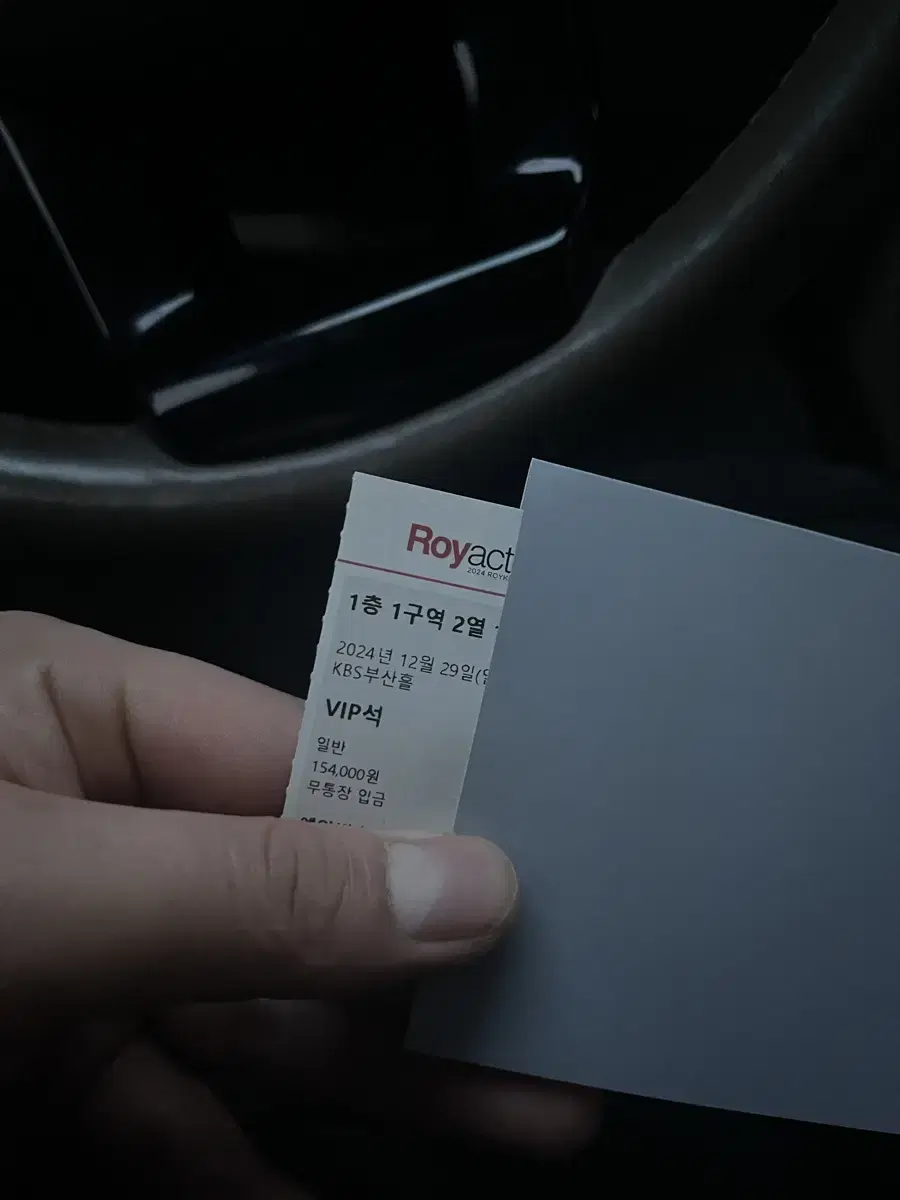 Royact
2024 ROYK
1층 1구역 2열
2024년 12월 29일(일
KBS부산홀
VIP석
일반
154,000원
무통장 입금